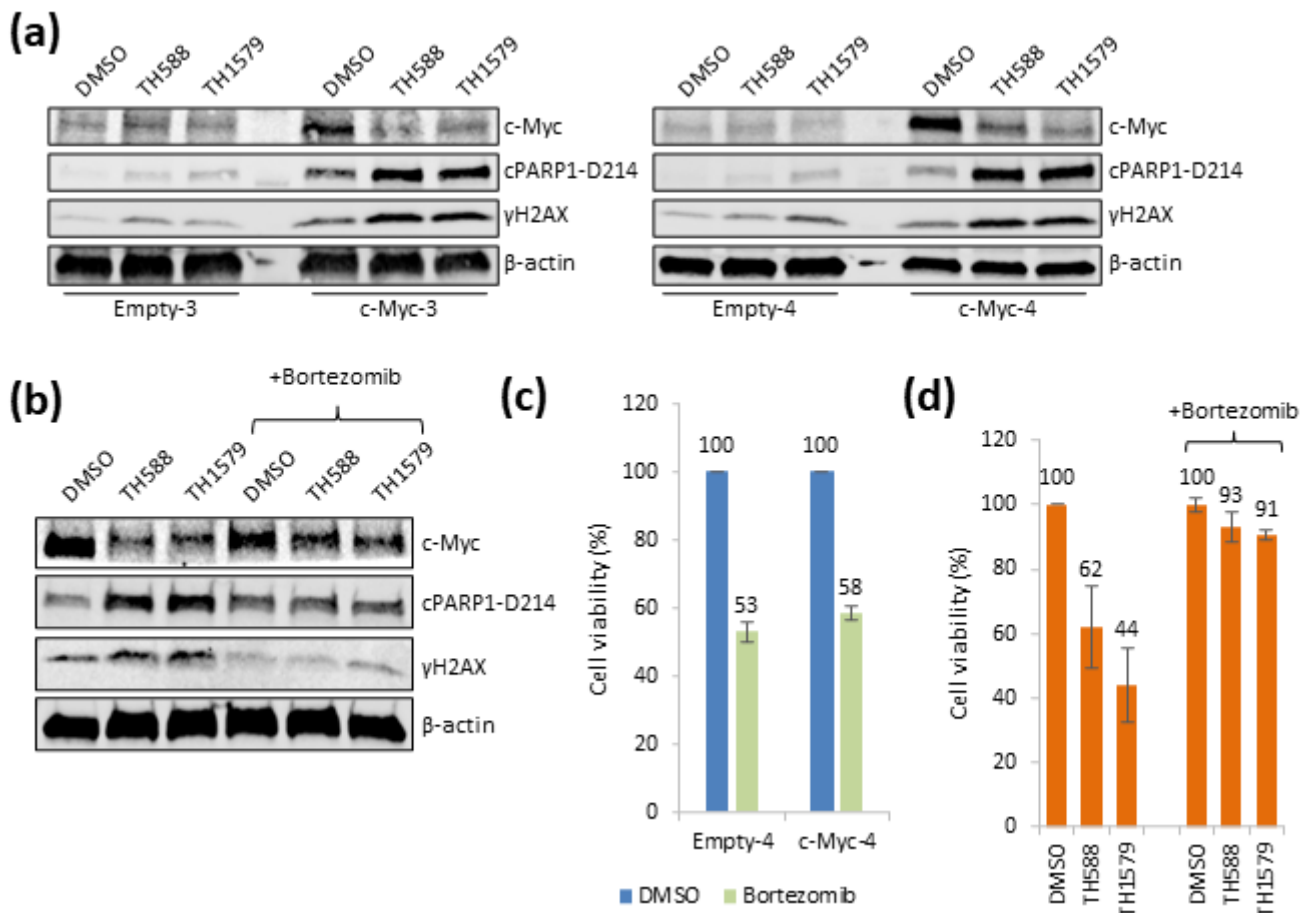 (a)
DMSO TH588 TH1579 DMSO TH588 TH1579
c-Myc
cPARP1-D214
γH2AX
β-actin
Empty-3 c-Myc-3
DMSO TH588 TH1579 DMSO TH588 TH1579
c-Myc
cPARP1-D214
γH2AX
β-actin
Empty-4 c-Myc-4
(b)
+Bortezomib
DMSO TH588 TH1579 DMSO TH588 TH1579
c-Myc
cPARP1-D214
γH2AX
β-actin
(c)
Cell viability (%)
120
100
80
60
40
20
0
100 53 100 58
Empty-4 c-Myc-4
DMSO Bortezomib
(d)
+Bortezomib
Cell viability (%)
120
100
80
60
40
20
0
100 62 44 100 93 91
DMSO TH588 TH1579 DMSO TH588 TH1579